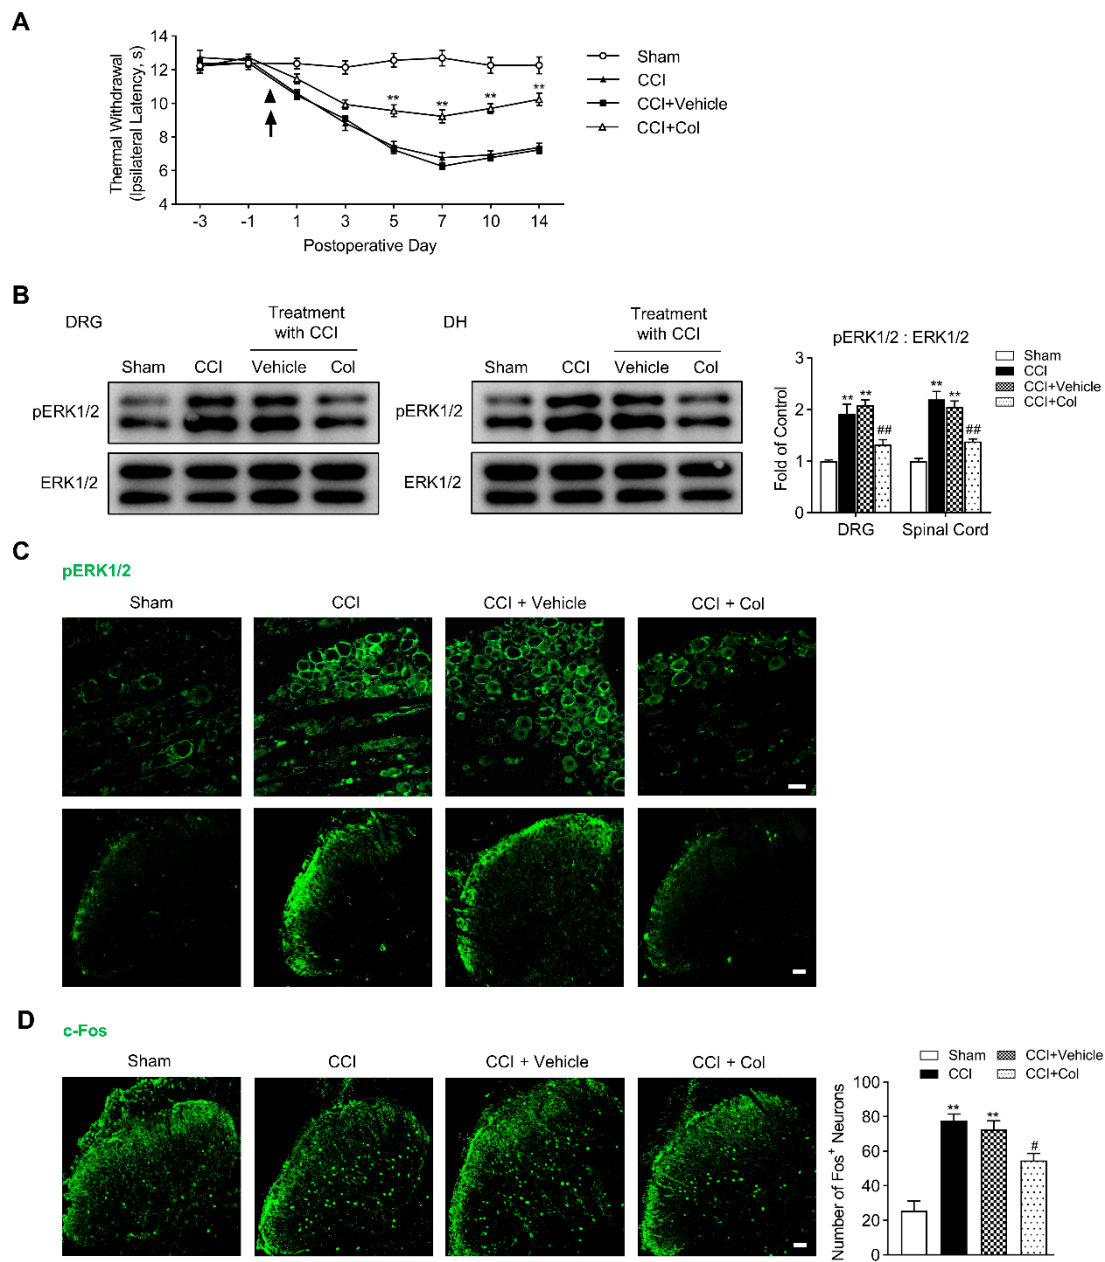 A
Thermal Withdrawal
(Ipsilateral Latency, s)
14
12
10
8
6
4
-3 -1 1 3 5 7 10 14
Postoperative Day
** ** ** **
Sham
CCI
CCI+Vehicle
CCI+Col
B
DRG
Treatment
with CCI
Sham CCI Vehicle Col
pERK1/2
ERK1/2
DH
Treatment
with CCI
Sham CCI Vehicle Col
pERK1/2
ERK1/2
pERK1/2 : ERK1/2
Fold of Control
3
2
1
0
** ** ## ** ** ##
DRG Spinal Cord
Sham
CCI
CCI+Vehicle
CCI+Col
C
pERK1/2
Sham CCI CCI + Vehicle CCI + Col
D
c-Fos
Sham CCI CCI + Vehicle CCI + Col
Sham CCI+Vehicle
CCI CCI+Col
Number of Fos+ Neurons
100
80
60
40
20
0
** ** #